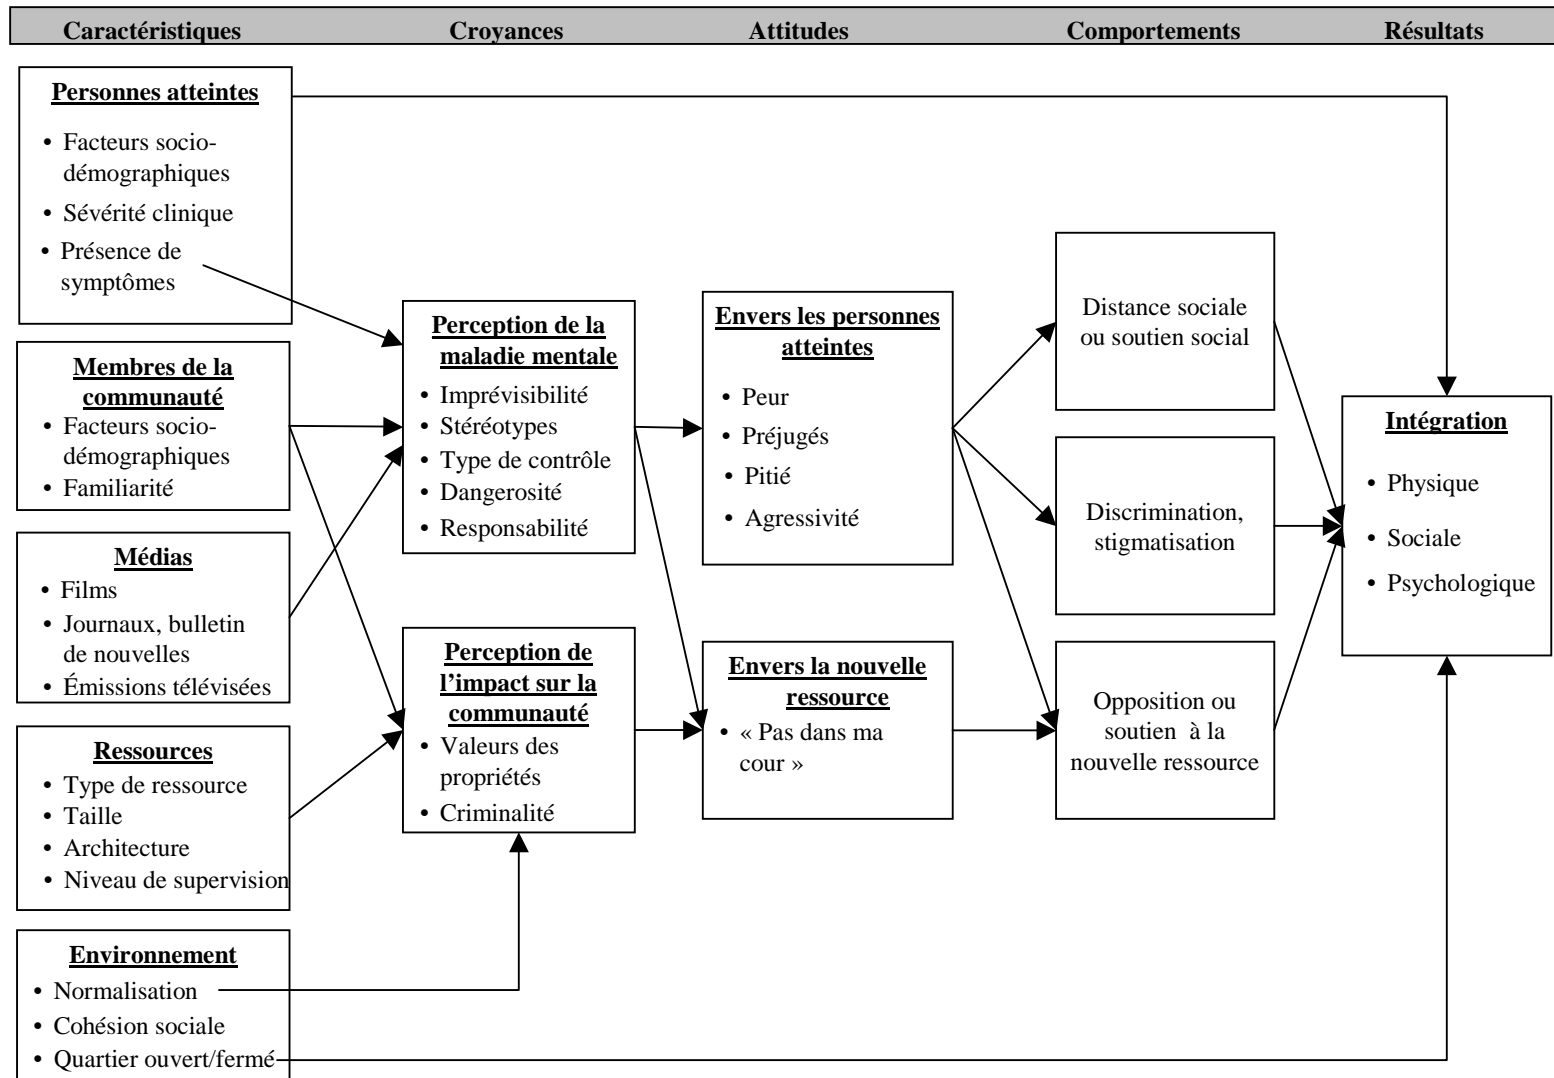 Caractéristiques Croyances Attitudes Comportements Résultats
Personnes atteintes
• Facteurs socio-
démographiques
• Sévérité clinique
• Présence de
symptômes
Membres de la
communauté
• Facteurs socio-
démographiques
• Familiarité
Médias
• Films
• Journaux, bulletin
de nouvelles
• Émissions télévisées
Ressources
• Type de ressource
• Taille
• Architecture
• Niveau de supervision
Environnement
• Normalisation
• Cohésion sociale
• Quartier ouvert/fermé
Perception de la
maladie mentale
• Imprévisibilité
• Stéréotypes
• Type de contrôle
• Dangerosité
• Responsabilité
Perception de
l’impact sur la
communauté
• Valeurs des
propriétés
• Criminalité
Envers les personnes
atteintes
• Peur
• Préjugés
• Pitié
• Agressivité
Envers la nouvelle
ressource
• « Pas dans ma
cour »
Distance sociale
ou soutien social
Discrimination,
stigmatisation
Opposition ou
soutien à la
nouvelle ressource
Intégration
• Physique
• Sociale
• Psychologique